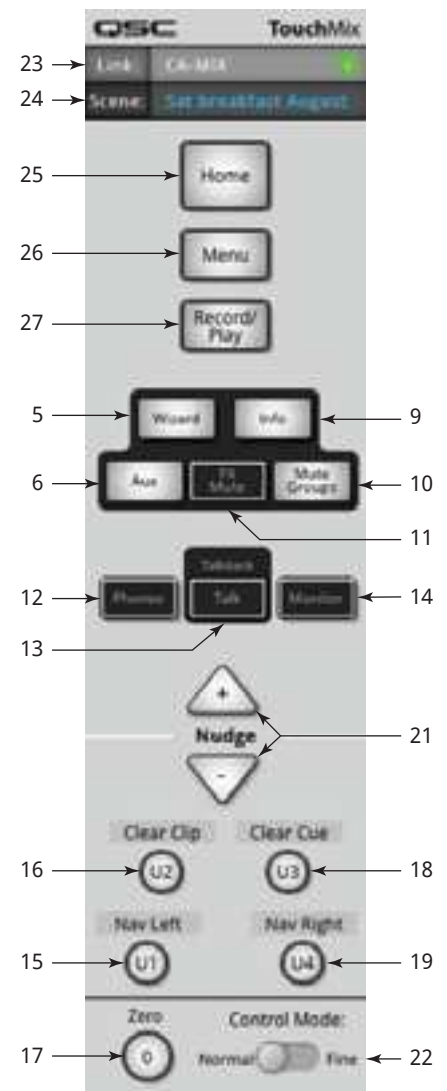 QSC TouchMix
23 Link: CA-MIX
24 Scene: Sat breakfast August
25 Home
26 Menu
27 Record/
Play
5 Wizard Info 9
6 Aux FX
Mute Mute
Groups 10
11
Talkback
12 Phones Talk Monitor 14
13
+
Nudge 21
-
Clear Clip Clear Cue
16 U2 U3 18
Nav Left Nav Right
15 U1 U4 19
Zero Control Mode:
17 0 Normal Fine 22